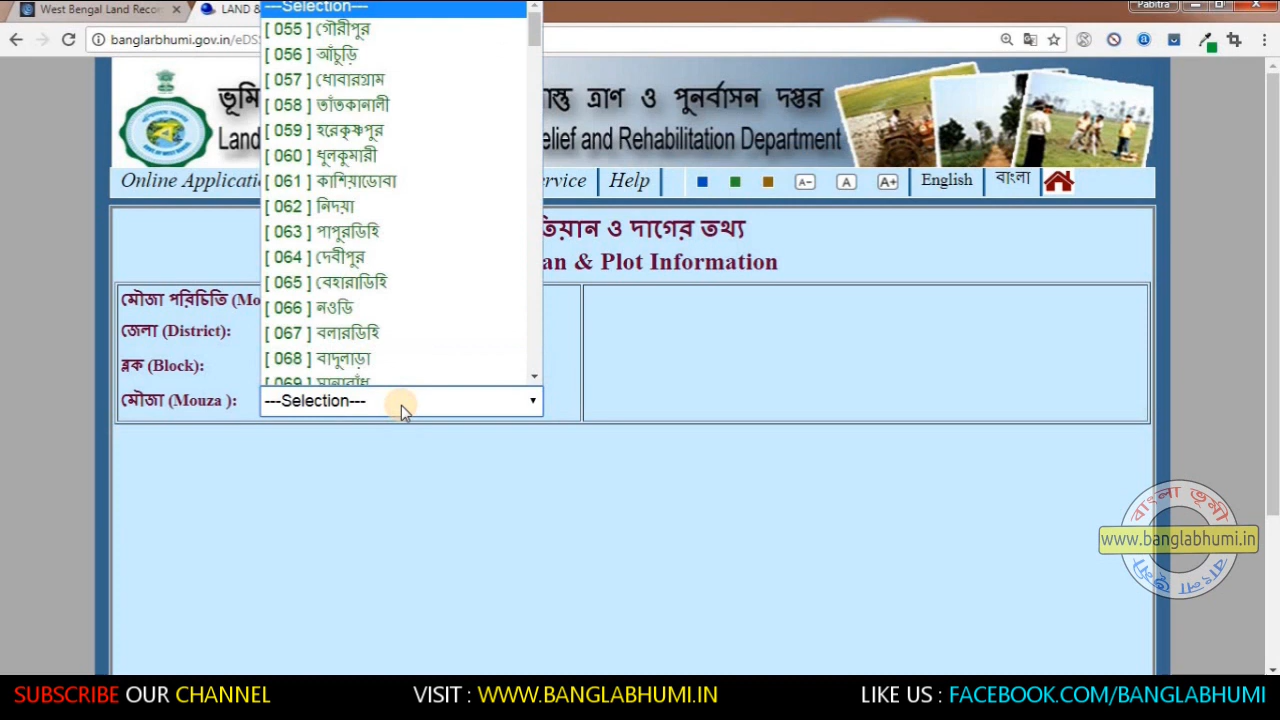 West Bengal Land Recor
LAND &
Pabitra
banglarbhumi.gov.in/eDS
ভূমি
ন্তু ত্রাণ ও পুনর্বাসন দপ্তর
Land
elief and Rehabilitation Department
Online Applicati
rvice
Help
A-
A
A+
English
বাংলা
তিয়ান ও দাগের তথ্য
an & Plot Information
মৌজা পরিচিতি (Mo
জেলা (District):
ব্লক (Block):
মৌজা (Mouza ):
---Selection---
[ 055 ] গৌরীপুর
[ 056 ] আঁচুড়ি
[ 057 ] ধোবারগ্রাম
[ 058 ] তাঁতকানালী
[ 059 ] হরেকৃষ্ণপুর
[ 060 ] ধুলকুমারী
[ 061 ] কাশিয়াডোবা
[ 062 ] নিদয়া
[ 063 ] পাপুরডিহি
[ 064 ] দেবীপুর
[ 065 ] বেহারাডিহি
[ 066 ] নওডি
[ 067 ] বলারডিহি
[ 068 ] বাদুলাড়া
[ 069 ]
---Selection---
বাংলা ভূমী
www.banglabhumi.in
বাংলা ভূমি
SUBSCRIBE OUR CHANNEL
VISIT : WWW.BANGLABHUMI.IN
LIKE US : FACEBOOK.COM/BANGLABHUMI